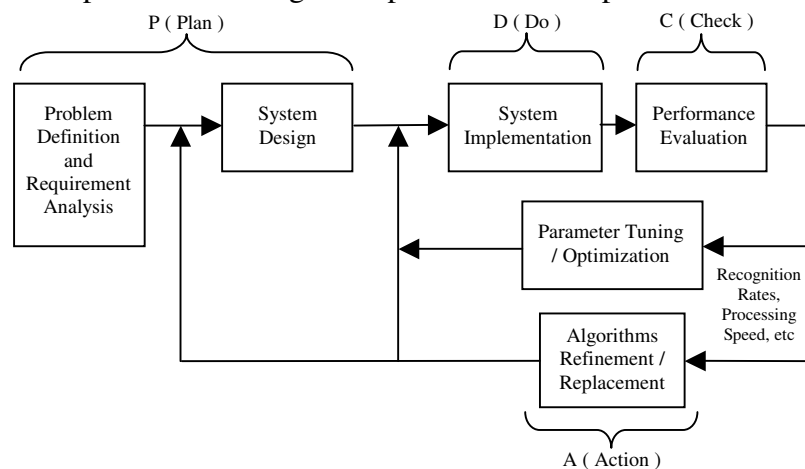 P ( Plan )
D ( Do )
C ( Check )
Problem
Definition
and
Requirement
Analysis
System
Design
System
Implementation
Performance
Evaluation
Parameter Tuning
/ Optimization
Recognition
Rates,
Processing
Speed, etc
Algorithms
Refinement /
Replacement
A ( Action )